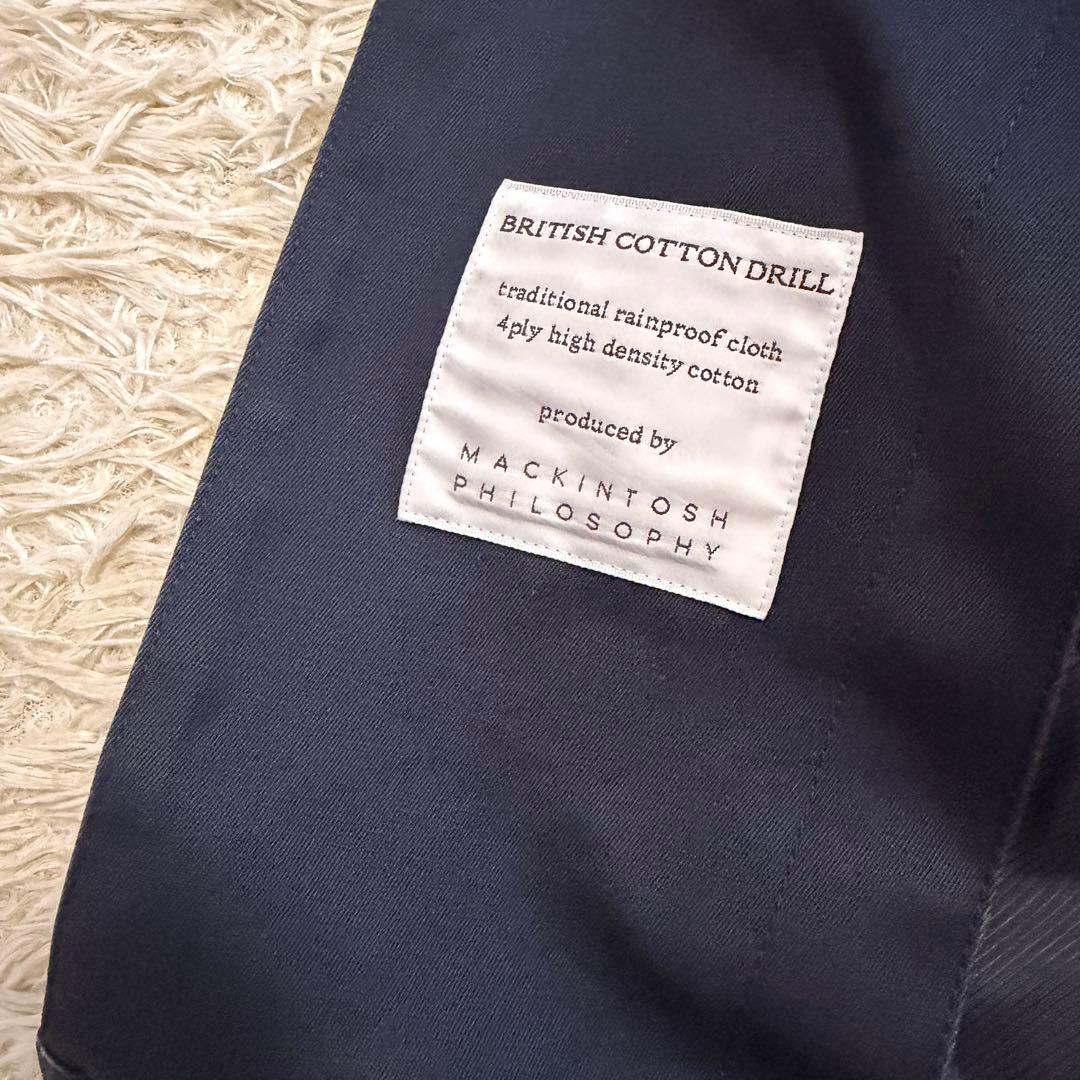 BRITISH COTTON DRILL
traditional rainproof cloth
4ply high density cotton
produced by
MACKINTOSH
PHILOSOPHY